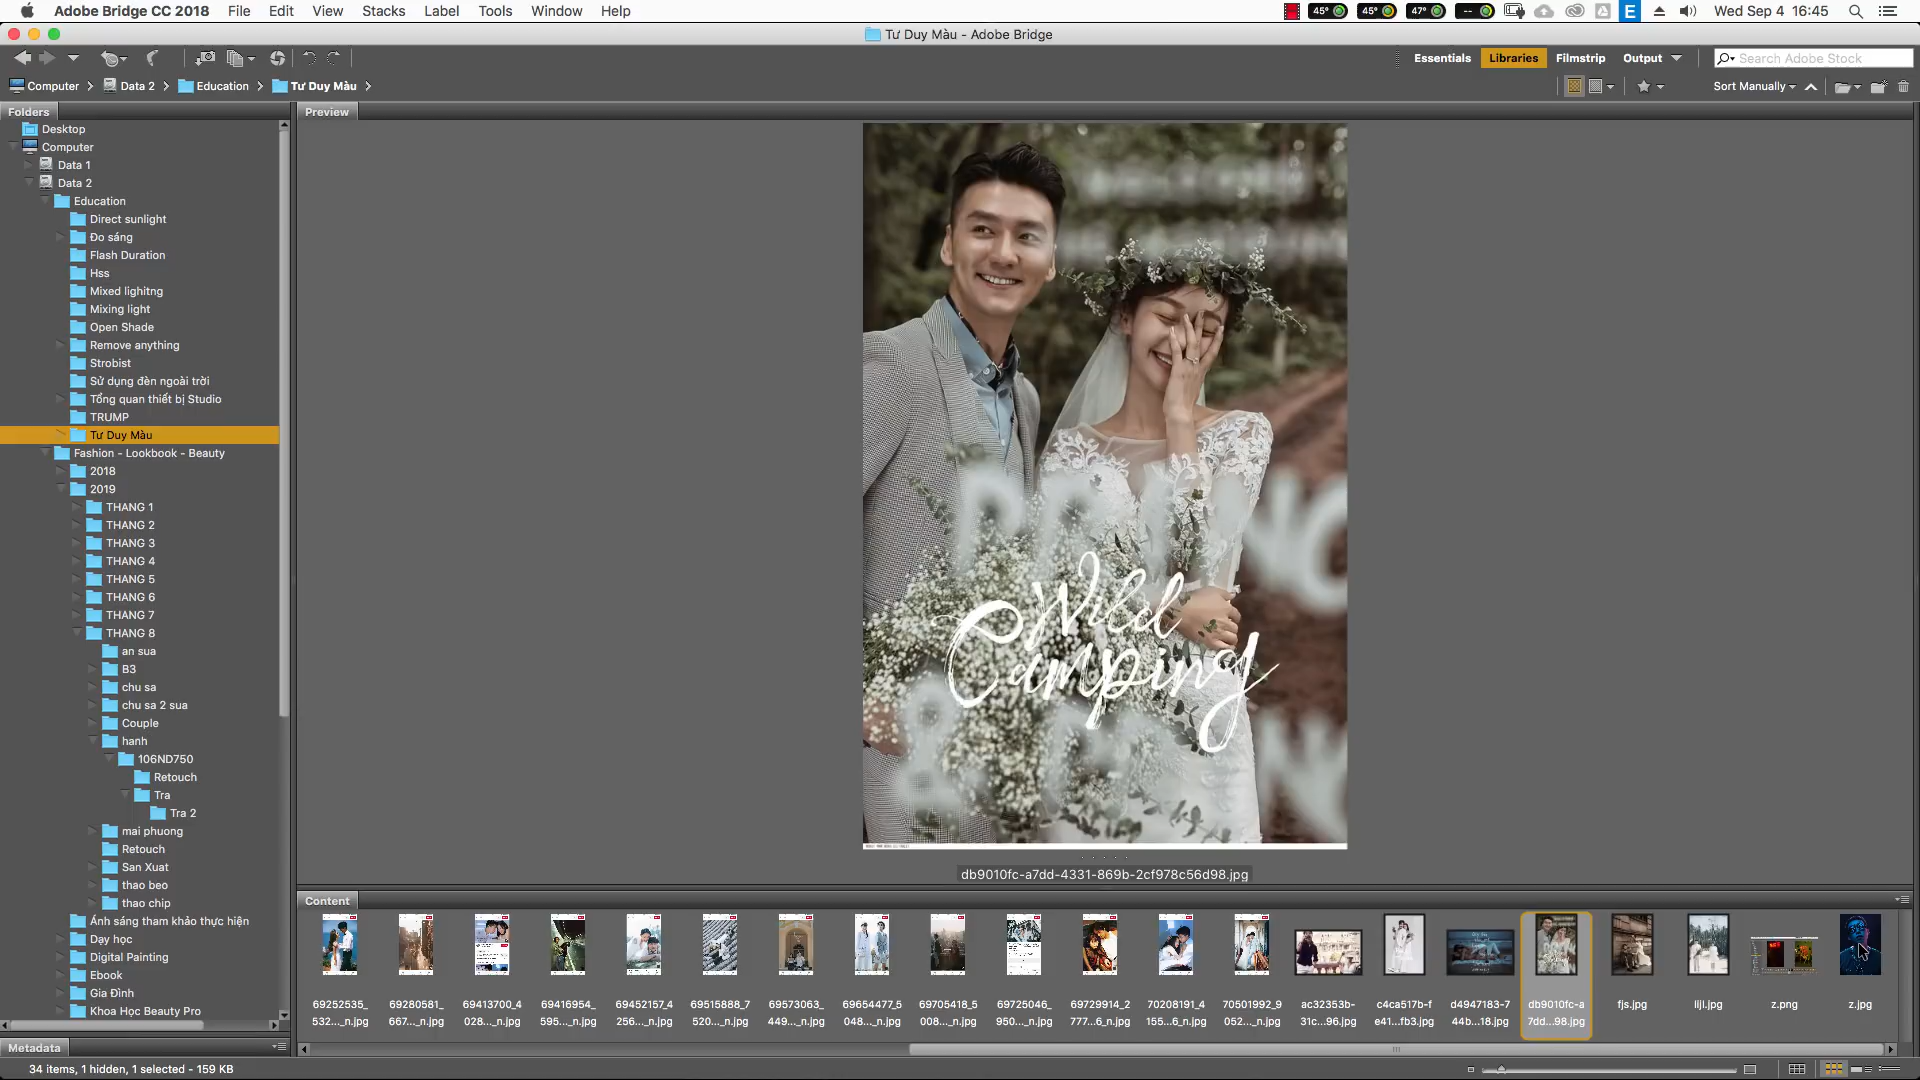 Adobe Bridge CC 2018 File Edit View Stacks Label Tools Window Help 45° 45° 47° -- E Wed Sep 4 16:45
Tư Duy Màu - Adobe Bridge
Essentials Libraries Filmstrip Output Search Adobe Stock
Computer Data 2 Education Tư Duy Màu Sort Manually
Folders
Preview
Desktop
Computer
Data 1
Data 2
Education
Direct sunlight
Đo sáng
Flash Duration
Hss
Mixed lighitng
Mixing light
Open Shade
Remove anything
Strobist
Sử dụng đèn ngoài trời
Tổng quan thiết bị Studio
TRUMP
Tư Duy Màu
Fashion - Lookbook - Beauty
2018
2019
THANG 1
THANG 2
THANG 3
THANG 4
THANG 5
THANG 6
THANG 7
THANG 8
an sua
B3
chu sa
chu sa 2 sua
Couple
hanh
106ND750
Retouch
Tra
Tra 2
mai phuong
Retouch
San Xuat
thao beo
thao chip
Ánh sáng tham khảo thực hiện
Dạy học
Digital Painting
Ebook
Gia Đình
Khoa Học Beauty Pro
Metadata
34 items, 1 hidden, 1 selected - 159 KB
Wild
Camping
db9010fc-a7dd-4331-869b-2cf978c56d98.jpg
Content
69252535_ 69280581_ 69413700_4 69416954_ 69452157_4 69515888_7 69573063_ 69654477_5 69705418_5 69725046_ 69729914_2 70208191_4 70501992_9 ac32353b- c4ca517b-f d4947183-7 db9010fc-a fjs.jpg lijl.jpg z.png z.jpg
532..._n.jpg 667..._n.jpg 028..._n.jpg 595..._n.jpg 256..._n.jpg 520..._n.jpg 449..._n.jpg 048..._n.jpg 008..._n.jpg 950..._n.jpg 777...6_n.jpg 155...6_n.jpg 052..._n.jpg 31c...96.jpg e41...fb3.jpg 44b...18.jpg 7dd...98.jpg